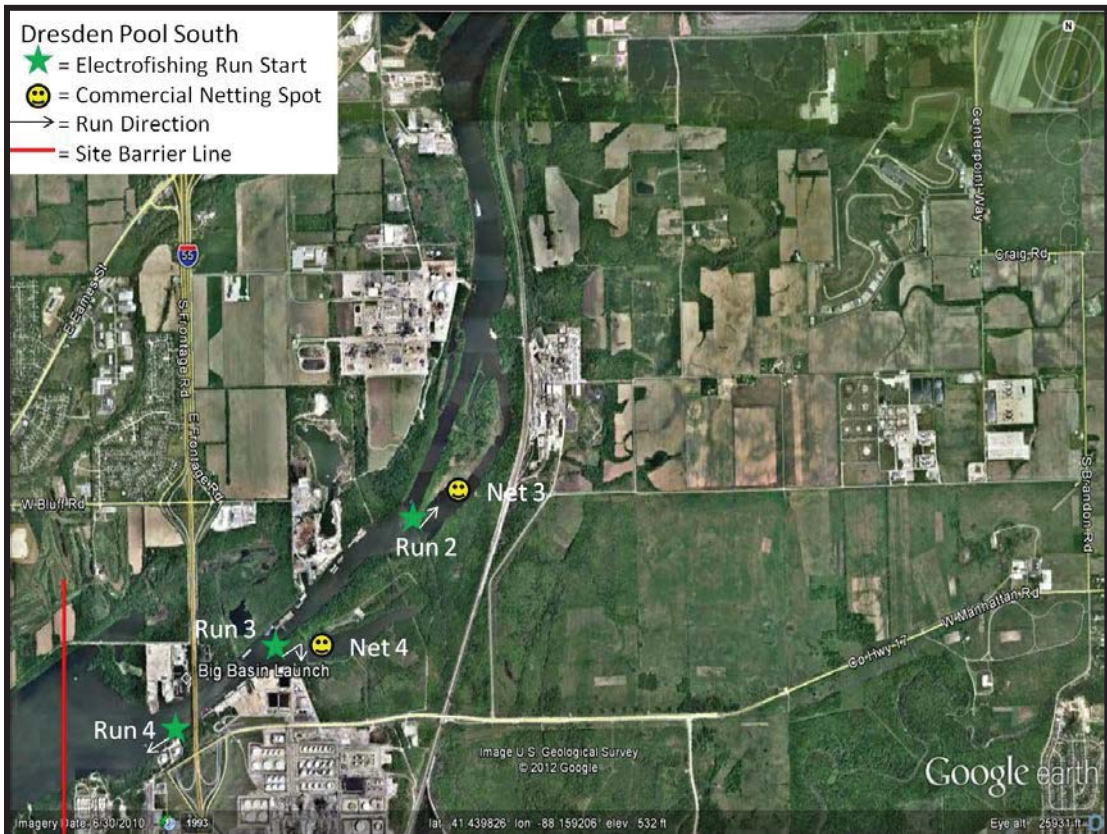 Dresden Pool South
= Electrofishing Run Start
= Commercial Netting Spot
= Run Direction
= Site Barrier Line
N
Centerpoint Way
55
Craig Rd
E Eames St
S Frontage Rd
E Frontage Rd
W Bluff Rd
Net 3
Run 2
S Brandon Rd
W Manhattan Rd
Run 3
Net 4
Big Basin Launch
Co Hwy 17
Run 4
Image U.S. Geological Survey
© 2012 Google
Google earth
Imagery Date: 6/30/2010
1993
lat 41.439826° lon -88.159206° elev 532 ft
Eye alt 25931 ft